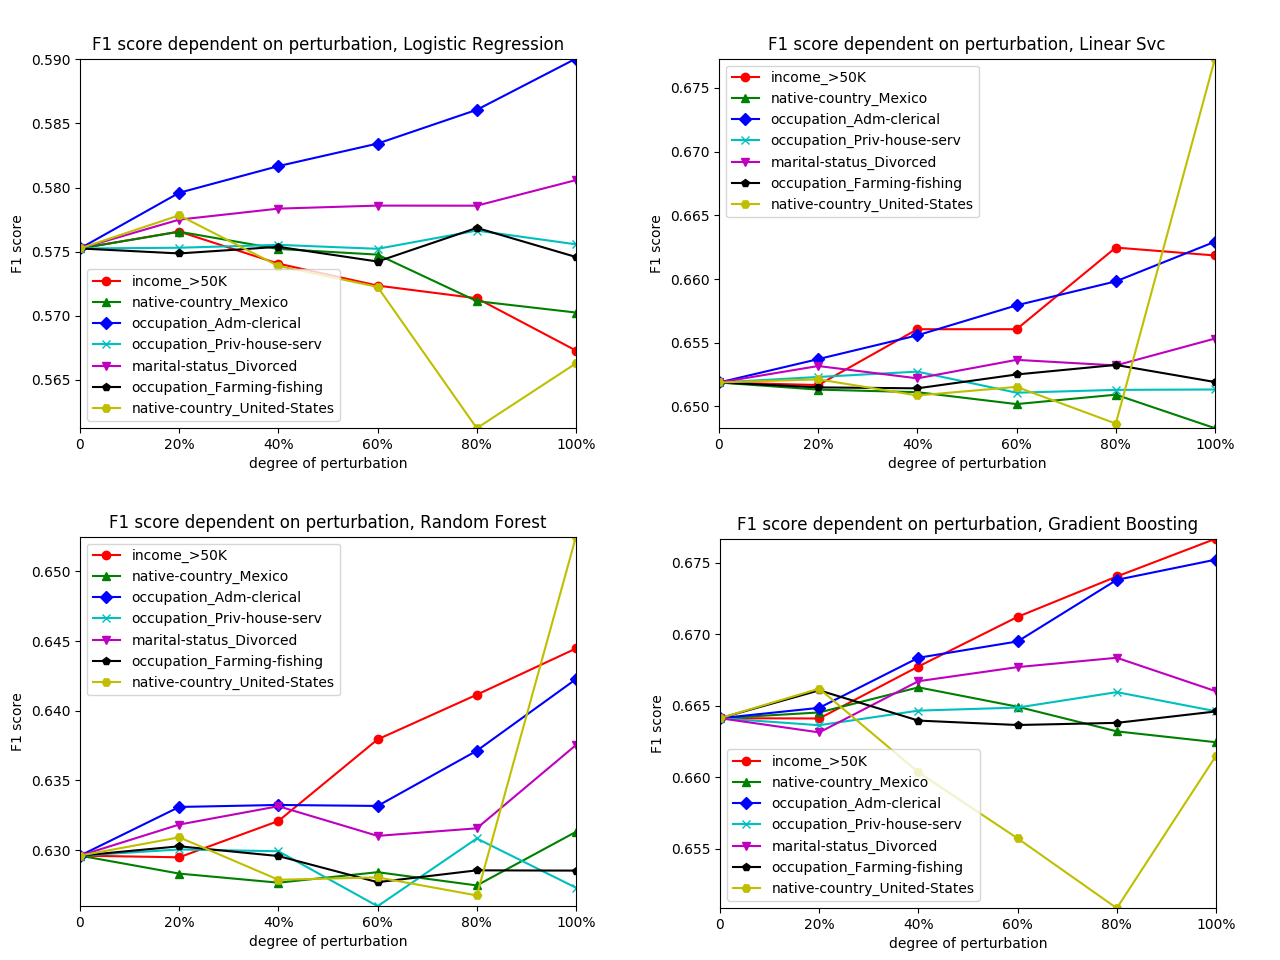 F1 score dependent on perturbation, Logistic Regression
0.590
0.585
0.580
0.575
0.570
0.565
F1 score
income_>50K
native-country_Mexico
occupation_Adm-clerical
occupation_Priv-house-serv
marital-status_Divorced
occupation_Farming-fishing
native-country_United-States
0 20% 40% 60% 80% 100%
degree of perturbation
F1 score dependent on perturbation, Linear Svc
0.675
0.670
0.665
0.660
0.655
0.650
F1 score
income_>50K
native-country_Mexico
occupation_Adm-clerical
occupation_Priv-house-serv
marital-status_Divorced
occupation_Farming-fishing
native-country_United-States
0 20% 40% 60% 80% 100%
degree of perturbation
F1 score dependent on perturbation, Random Forest
0.650
0.645
0.640
0.635
0.630
F1 score
income_>50K
native-country_Mexico
occupation_Adm-clerical
occupation_Priv-house-serv
marital-status_Divorced
occupation_Farming-fishing
native-country_United-States
0 20% 40% 60% 80% 100%
degree of perturbation
F1 score dependent on perturbation, Gradient Boosting
0.675
0.670
0.665
0.660
0.655
F1 score
income_>50K
native-country_Mexico
occupation_Adm-clerical
occupation_Priv-house-serv
marital-status_Divorced
occupation_Farming-fishing
native-country_United-States
0 20% 40% 60% 80% 100%
degree of perturbation